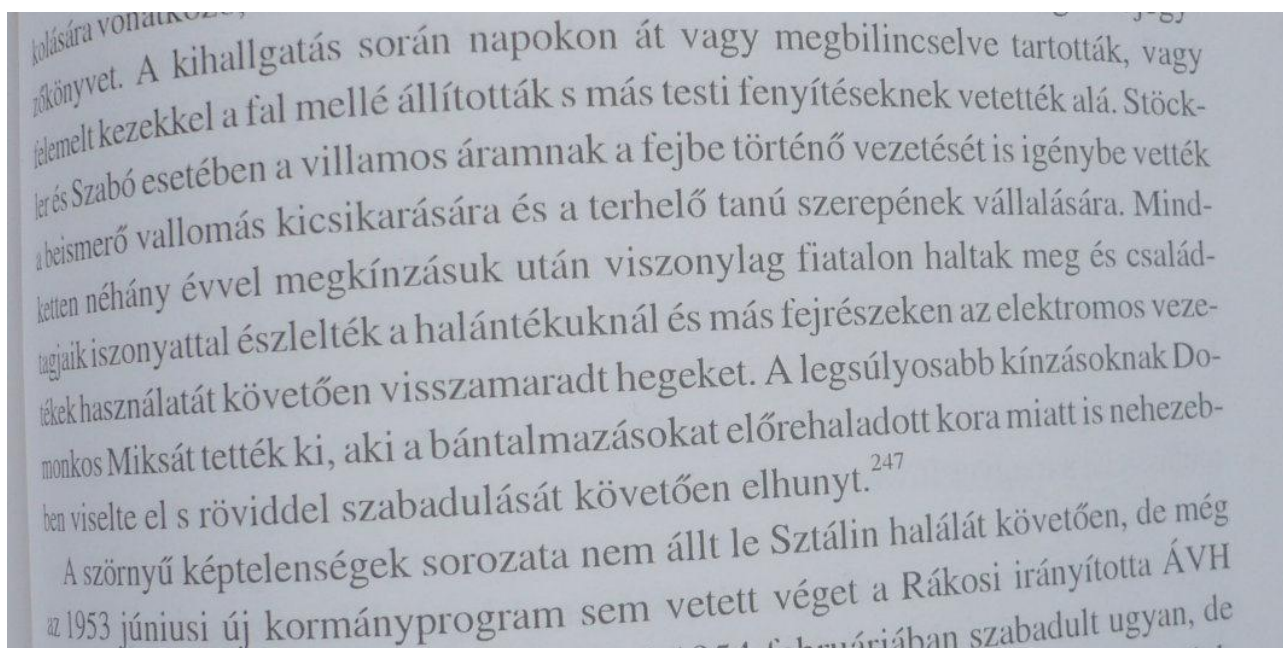 kolására
zőkönyvet. A kihallgatás során napokon át vagy megbilincselve tartották, vagy
felemelt kezekkel a fal mellé állították s más testi fenyítéseknek vetették alá. Stöck-
ler és Szabó esetében a villamos áramnak a fejbe történő vezetését is igénybe vették
a beismerő vallomás kicsikarására és a terhelő tanú szerepének vállalására. Mind-
ketten néhány évvel megkínzásuk után viszonylag fiatalon haltak meg és család-
tagjaik iszonyattal észlelték a halántékuknál és más fejrészeken az elektromos veze-
tékek használatát követően visszamaradt hegeket. A legsúlyosabb kínzásoknak Do-
monkos Miksát tették ki, aki a bántalmazásokat előrehaladott kora miatt is nehezeb-
ben viselte el s röviddel szabadulását követően elhunyt.247
A szörnyű képtelenségek sorozata nem állt le Sztálin halálát követően, de még
az 1953 júniusi új kormányprogram sem vetett véget a Rákosi irányította ÁVH
februárjában szabadult ugyan, de